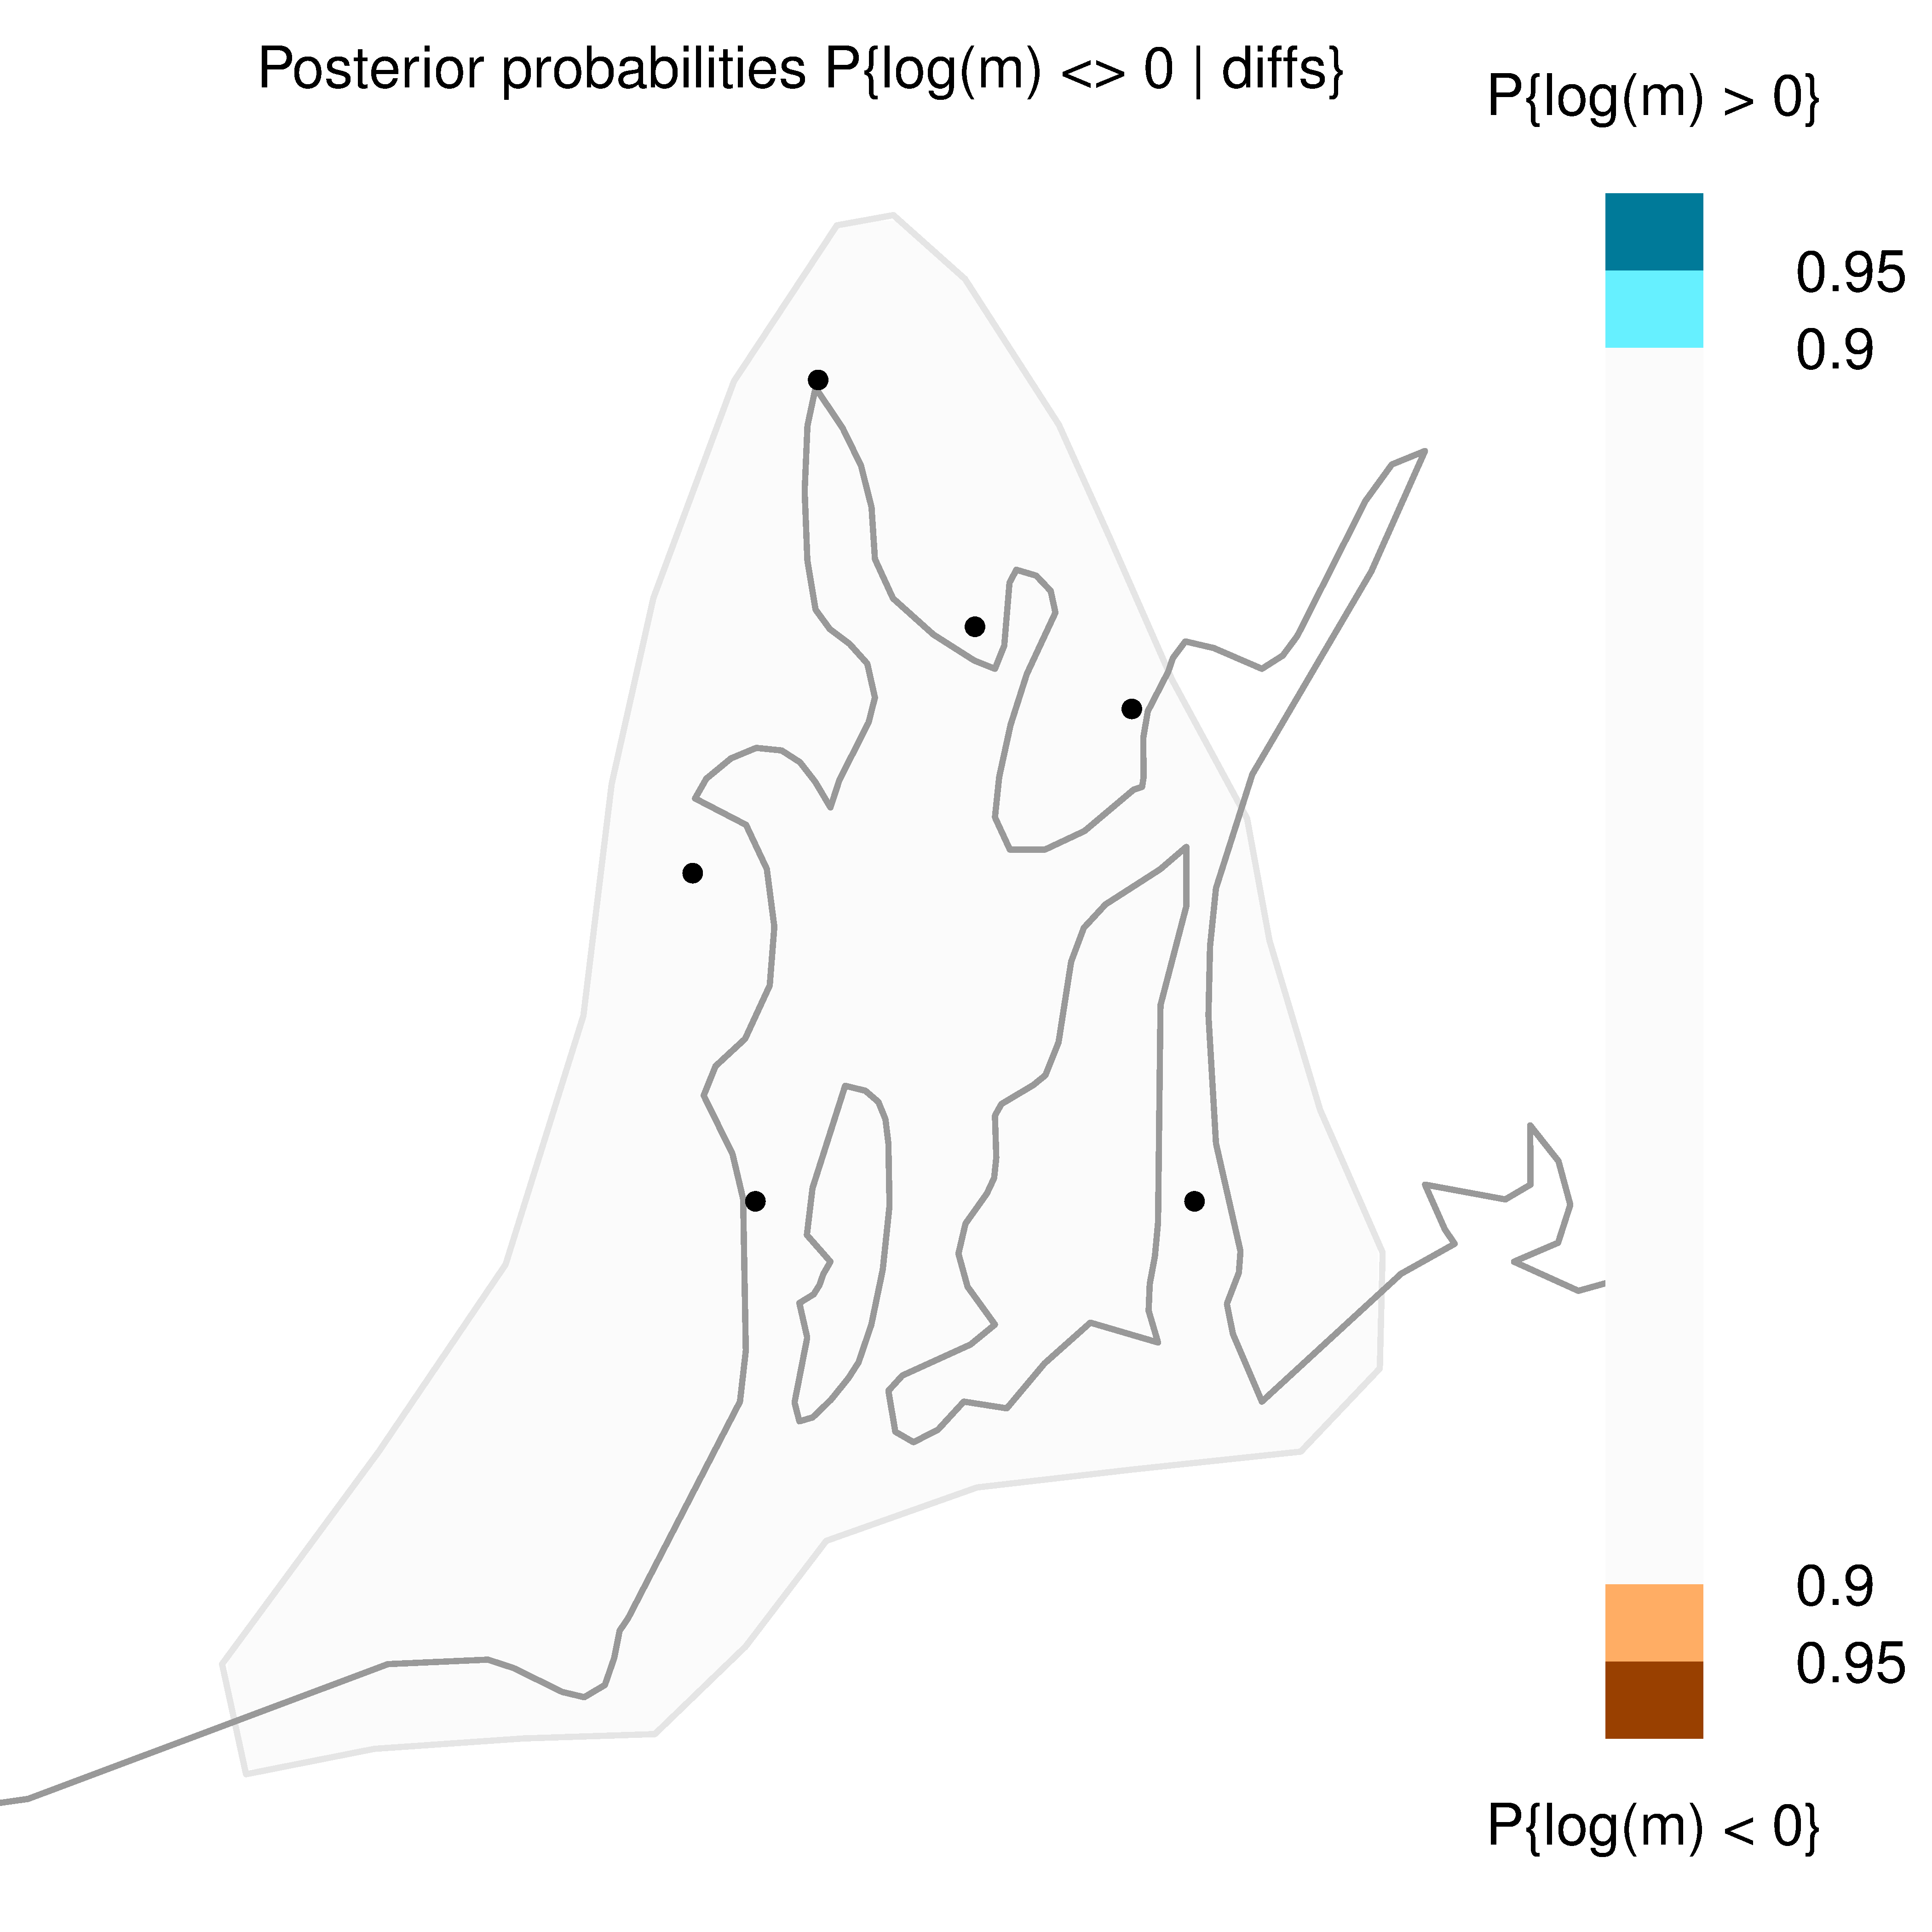 Posterior probabilities P{log(m) <> 0 | diffs}
P{log(m) > 0}
0.95
0.9
0.9
0.95
P{log(m) < 0}